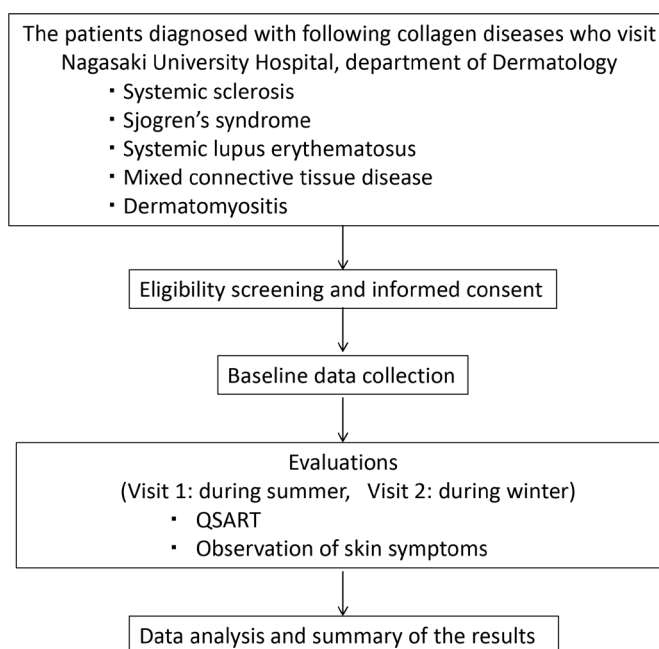 The patients diagnosed with following collagen diseases who visit
Nagasaki University Hospital, department of Dermatology
・Systemic sclerosis
・Sjogren's syndrome
・Systemic lupus erythematosus
・Mixed connective tissue disease
・Dermatomyositis
Eligibility screening and informed consent
Baseline data collection
Evaluations
(Visit 1: during summer, Visit 2: during winter)
・ QSART
・ Observation of skin symptoms
Data analysis and summary of the results